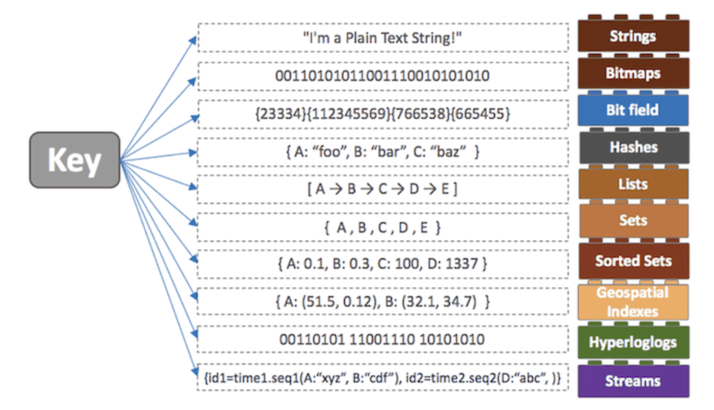 "I'm a Plain Text String!"
Strings
00110101011001110010101010
Bitmaps
{23334}{112345569}{766538}{665455}
Bit field
Key
{ A: “foo”, B: “bar”, C: “baz” }
Hashes
[ A → B → C → D → E ]
Lists
{ A , B , C , D , E }
Sets
{ A: 0.1, B: 0.3, C: 100, D: 1337 }
Sorted Sets
{ A: (51.5, 0.12), B: (32.1, 34.7) }
Geospatial
Indexes
00110101 11001110 10101010
Hyperloglogs
{id1=time1.seq1(A:“xyz”, B:“cdf”), id2=time2.seq2(D:“abc”, )}
Streams